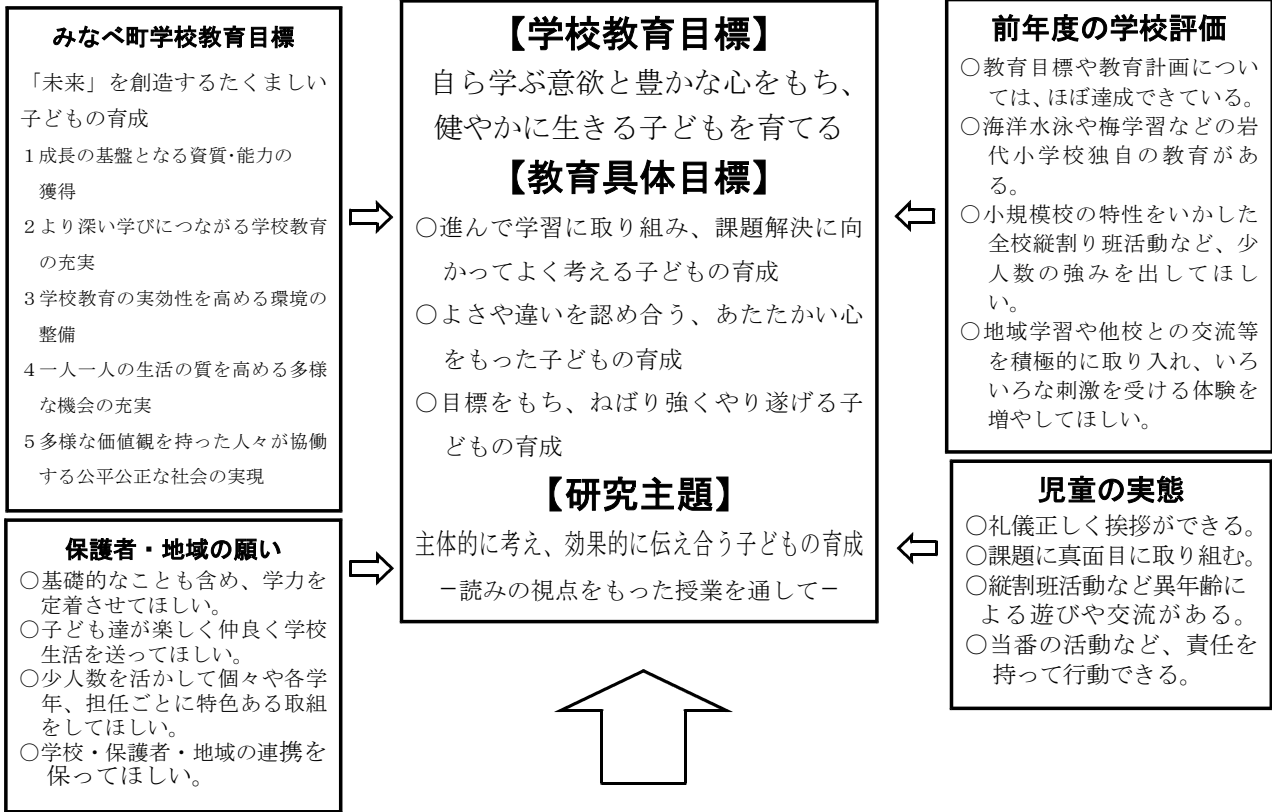 みなべ町学校教育目標
「未来」を創造するたくましい
子どもの育成
1成長の基盤となる資質・能力の
獲得
2より深い学びにつながる学校教育
の充実
3学校教育の実効性を高める環境の
整備
4一人一人の生活の質を高める多様
な機会の充実
5多様な価値観を持った人々が協働
する公平公正な社会の実現
保護者・地域の願い
○基礎的なことも含め、学力を
定着させてほしい。
○子ども達が楽しく仲良く学校
生活を送ってほしい。
○少人数を活かして個々や各学
年、担任ごとに特色ある取組
をしてほしい。
○学校・保護者・地域の連携を
保ってほしい。
【学校教育目標】
自ら学ぶ意欲と豊かな心をもち、
健やかに生きる子どもを育てる
【教育具体目標】
○進んで学習に取り組み、課題解決に向
かってよく考える子どもの育成
○よさや違いを認め合う、あたたかい心
をもった子どもの育成
○目標をもち、ねばり強くやり遂げる子
どもの育成
【研究主題】
主体的に考え、効果的に伝え合う子どもの育成
－読みの視点をもった授業を通して－
前年度の学校評価
○教育目標や教育計画につい
ては、ほぼ達成できている。
○海洋水泳や梅学習などの岩
代小学校独自の教育があ
る。
○小規模校の特性をいかした
全校縦割り班活動など、少
人数の強みを出してほし
い。
○地域学習や他校との交流等
を積極的に取り入れ、いろ
いろな刺激を受ける体験を
増やしてほしい。
児童の実態
○礼儀正しく挨拶ができる。
○課題に真面目に取り組む。
○縦割班活動など異年齢に
よる遊びや交流がある。
○当番の活動など、責任を
持って行動できる。